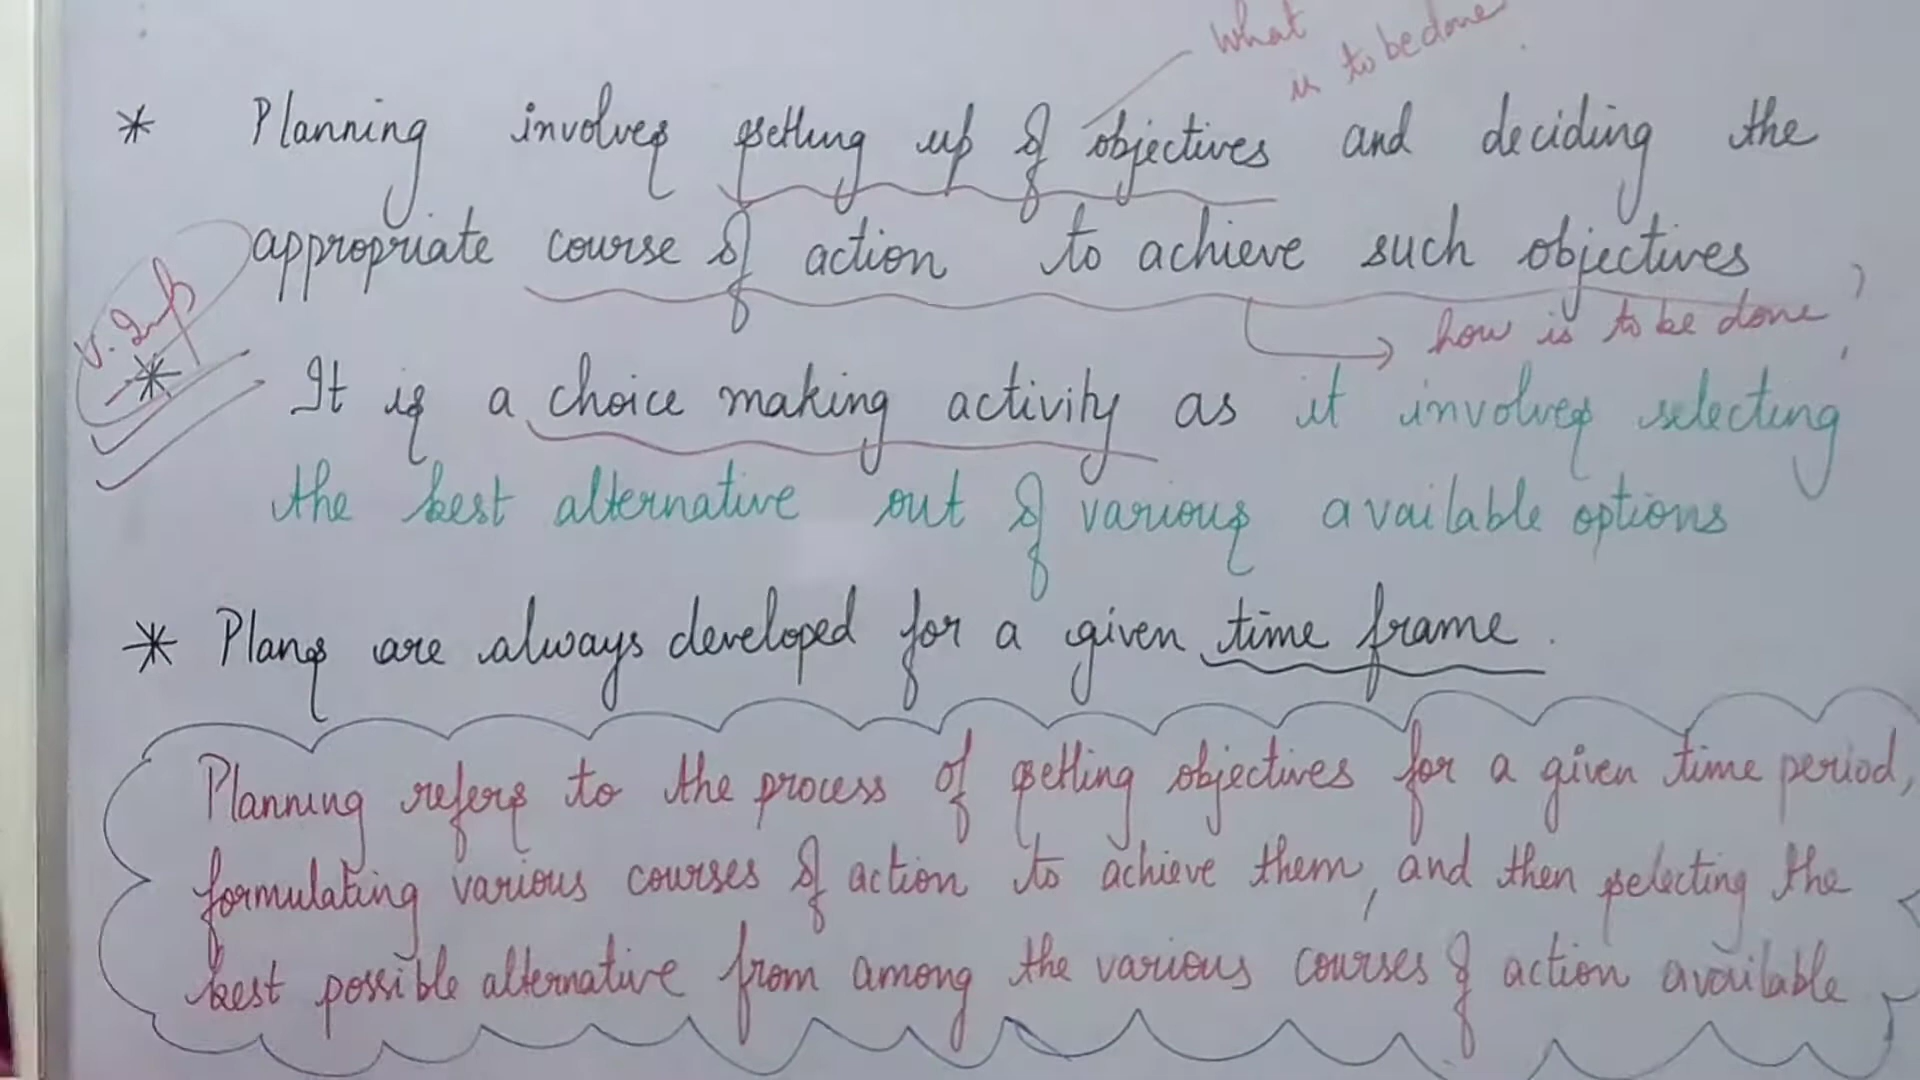 What
is to be done
* Planning involves setting up of objectives and deciding the
appropriate course of action to achieve such objectives
how is to be done?
V. Imp
* It is a choice making activity as it involves selecting
the best alternative out of various available options
* Plans are always developed for a given time frame.
Planning refers to the process of setting objectives for a given time period,
formulating various courses of action to achieve them, and then selecting the
best possible alternative from among the various courses of action available